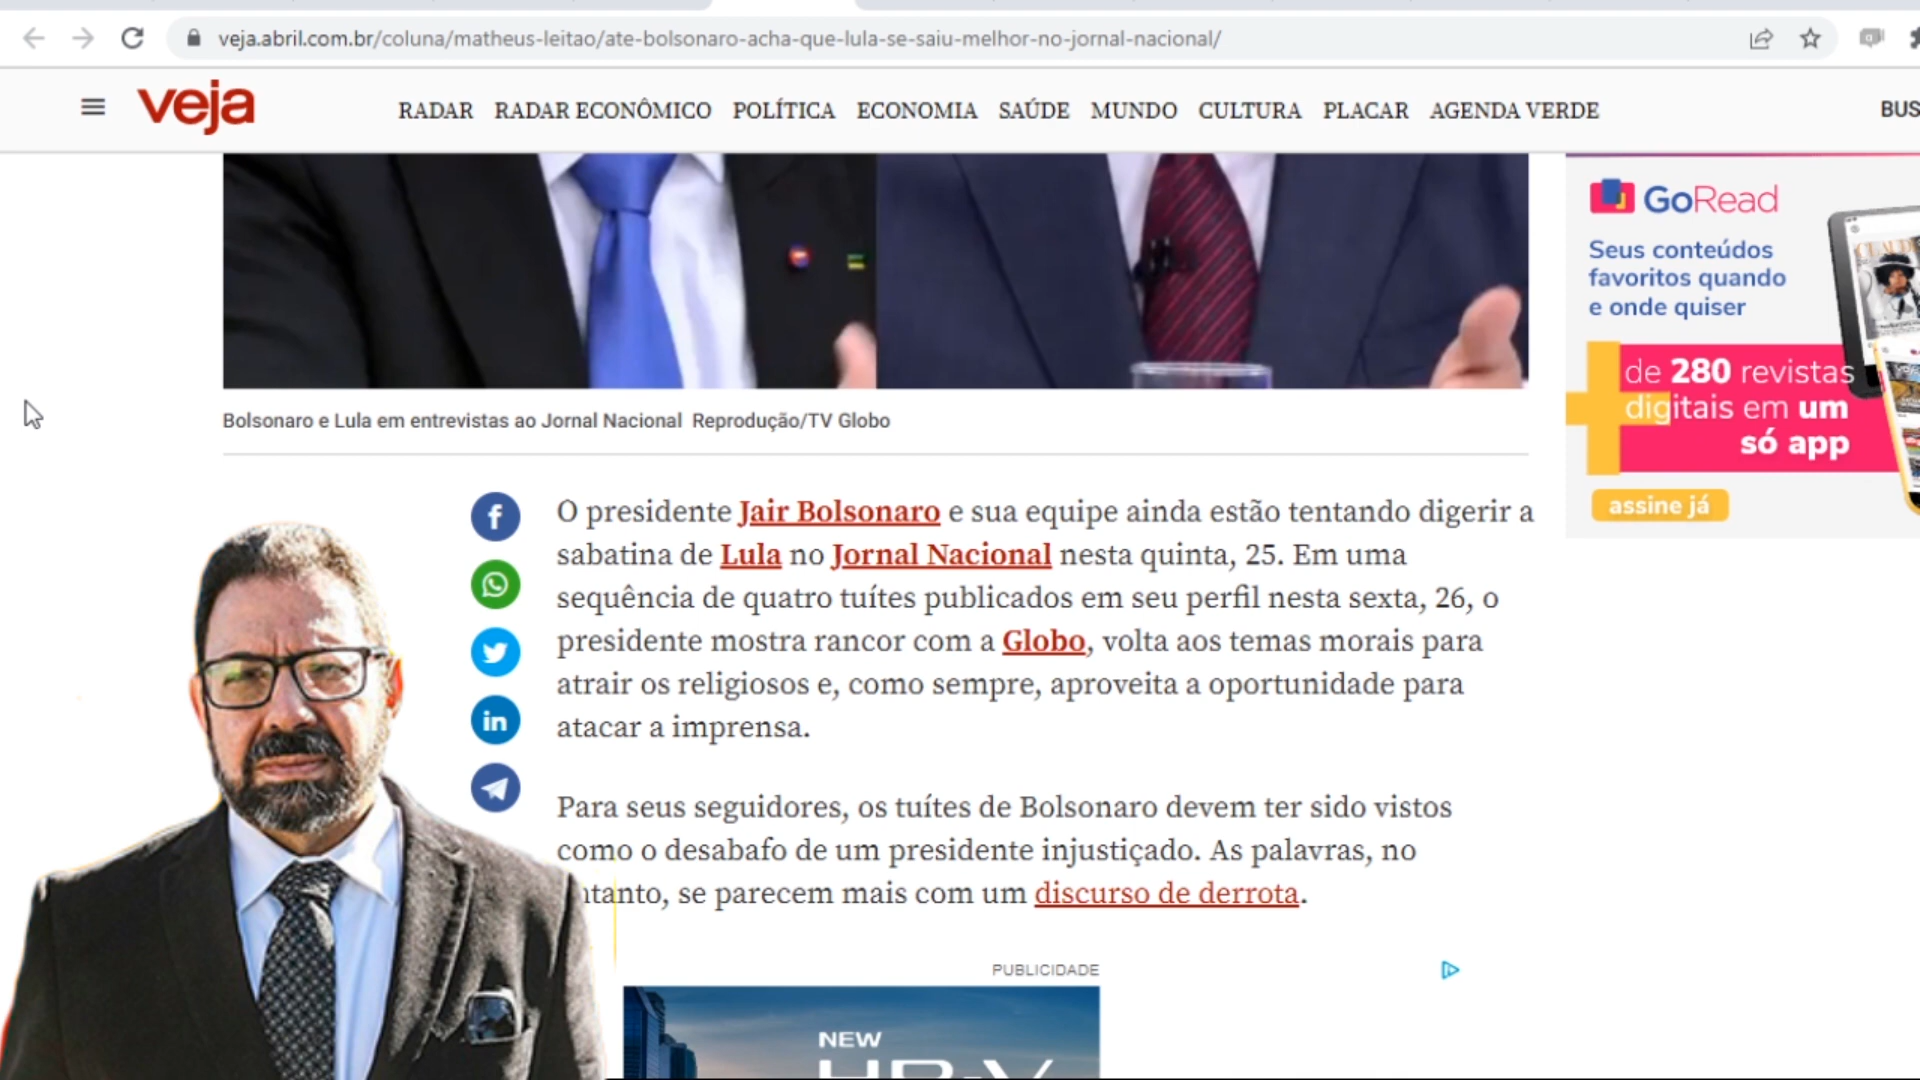 veja.abril.com.br/coluna/matheus-leitao/ate-bolsonaro-acha-que-lula-se-saiu-melhor-no-jornal-nacional/
veja
RADAR RADAR ECONÔMICO POLÍTICA ECONOMIA SAÚDE MUNDO CULTURA PLACAR AGENDA VERDE
BUS
GoRead
Seus conteúdos
favoritos quando
e onde quiser
de 280 revistas
digitais em um
só app
assine já
Bolsonaro e Lula em entrevistas ao Jornal Nacional Reprodução/TV Globo
O presidente Jair Bolsonaro e sua equipe ainda estão tentando digerir a
sabatina de Lula no Jornal Nacional nesta quinta, 25. Em uma
sequência de quatro tuítes publicados em seu perfil nesta sexta, 26, o
presidente mostra rancor com a Globo, volta aos temas morais para
atrair os religiosos e, como sempre, aproveita a oportunidade para
atacar a imprensa.
Para seus seguidores, os tuítes de Bolsonaro devem ter sido vistos
como o desabafo de um presidente injustiçado. As palavras, no
ntanto, se parecem mais com um discurso de derrota.
PUBLICIDADE
NEW
HR-V